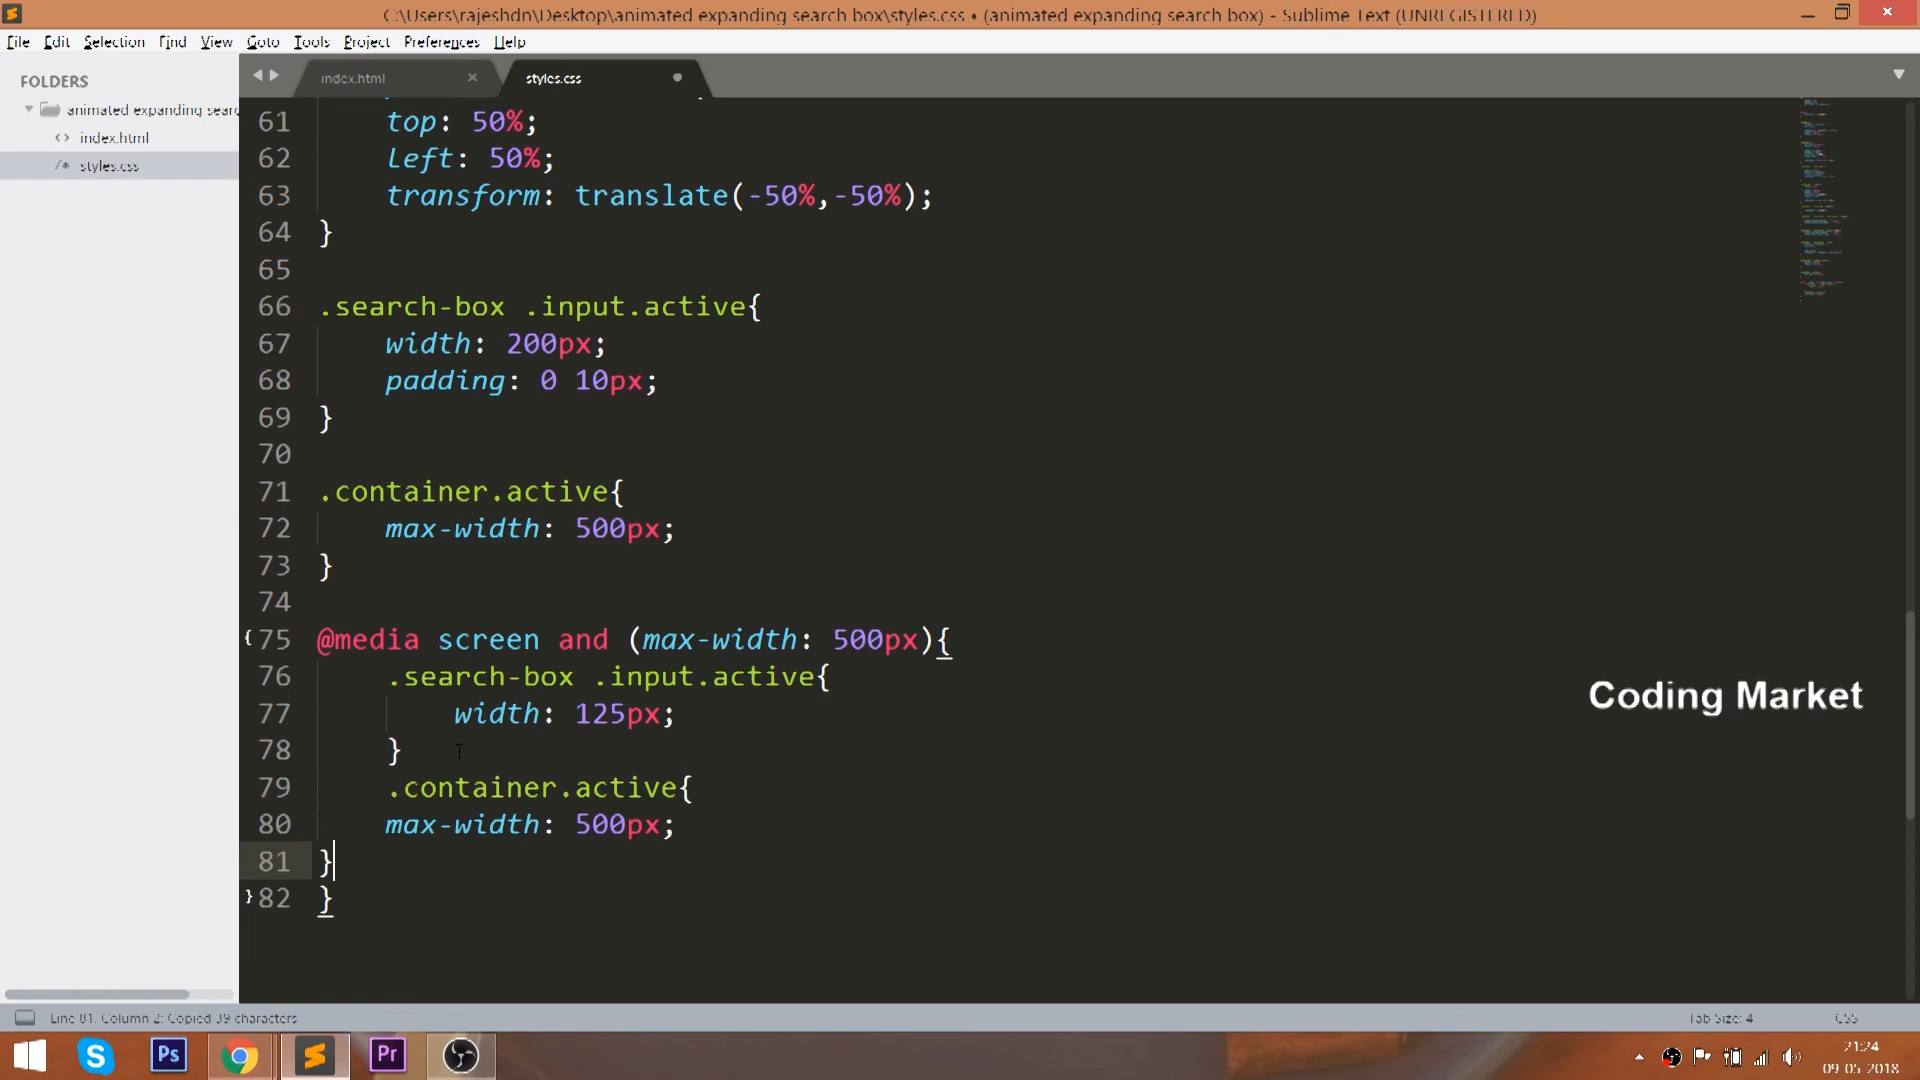 C:\Users\rajeshdn\Desktop\animated expanding search box\styles.css • (animated expanding search box) - Sublime Text (UNREGISTERED)
File Edit Selection Find View Goto Tools Project Preferences Help
FOLDERS
animated expanding searc
index.html
styles.css
index.html
styles.css
61 top: 50%;
62 left: 50%;
63 transform: translate(-50%,-50%);
64 }
65
66 .search-box .input.active{
67 width: 200px;
68 padding: 0 10px;
69 }
70
71 .container.active{
72 max-width: 500px;
73 }
74
75 @media screen and (max-width: 500px){
76 .search-box .input.active{
77 width: 125px;
78 }
79 .container.active{
80 max-width: 500px;
81 }
82 }
Coding Market
Line 81, Column 2; Copied 39 characters
Tab Size: 4
CSS
Ps
Pr
21:24
09-05-2018